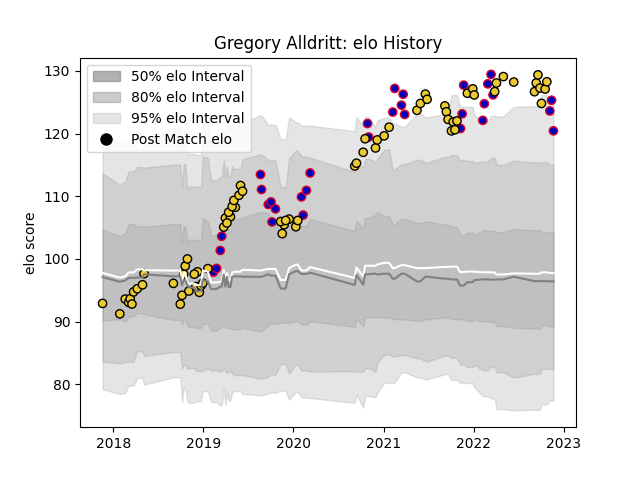 Gregory Alldritt: elo History
50% elo Interval
80% elo Interval
95% elo Interval
Post Match elo
elo score
130
120
110
100
90
80
2018
2019
2020
2021
2022
2023